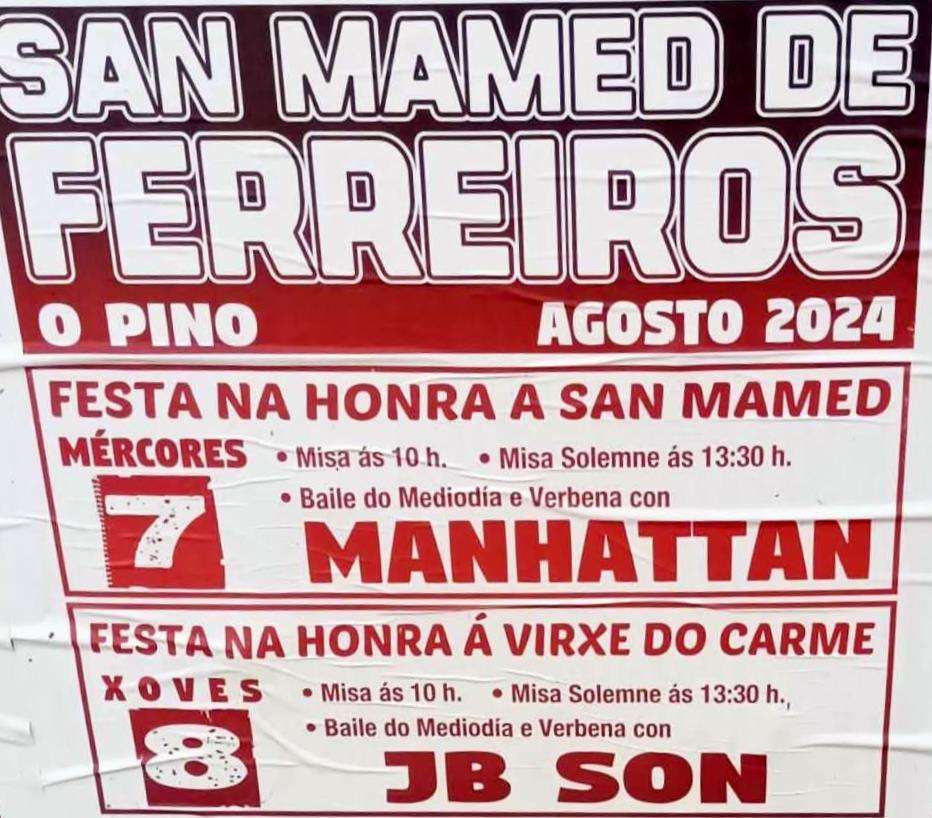 SAN MAMED DE
FERREIROS
O PINO AGOSTO 2024
FESTA NA HONRA A SAN MAMED
MÉRCORES
7
• Misa ás 10 h. • Misa Solemne ás 13:30 h.
• Baile do Mediodía e Verbena con
MANHATTAN
FESTA NA HONRA Á VIRXE DO CARME
XOVES
8
• Misa ás 10 h. • Misa Solemne ás 13:30 h.,
• Baile do Mediodía e Verbena con
JB SON